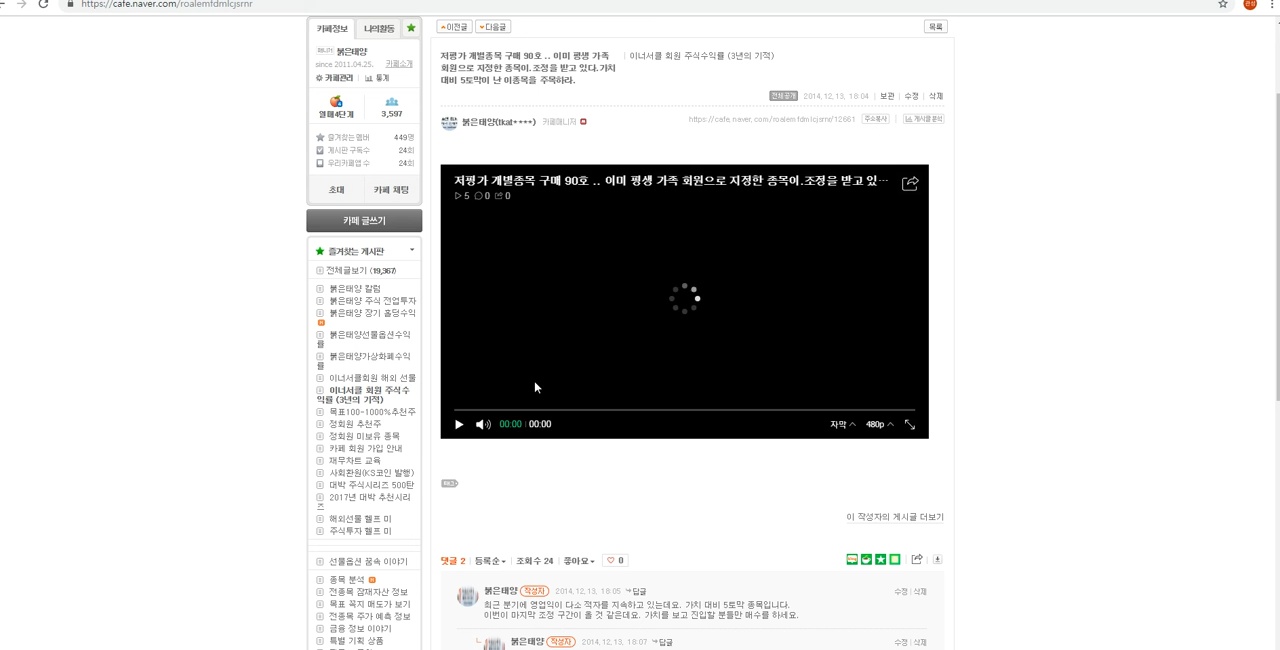 https://cafe.naver.com/roalemfdmlcjsrnr
카페정보 나의활동
이전글 다음글 목록
매니저 붉은태양
since 2011.04.25. 카페소개
카페관리 통계
열매4단계 3,597
즐겨찾는 멤버 449명
게시판 구독수 24회
우리카페앱 수 24회
초대 카페 채팅
카페 글쓰기
즐겨찾는 게시판
전체글보기 (19,367)
붉은태양 칼럼
붉은태양 주식 전업투자
붉은태양 장기 홀딩수익
붉은태양선물옵션수익
률
붉은태양가상화폐수익
률
이너서클회원 해외 선물
이너서클 회원 주식수
익률 (3년의 기적)
목표100-1000%추천주
정회원 추천주
정회원 미보유 종목
카페 회원 가입 안내
재무차트 교육
사회환원(KS코인 발행)
대박 주식시리즈 500탄
2017년 대박 추천시리
즈
해외선물 헬프 미
주식투자 헬프 미
선물옵션 꿈속 이야기
종목 분석
전종목 잠재자산 정보
목표 꼭지 매도가 보기
전종목 주가 예측 정보
금융 정보 이야기
특별 기획 상품
저평가 개별종목 구매 90호 .. 이미 평생 가족 이너서클 회원 주식수익률 (3년의 기적)
회원으로 지정한 종목이.조정을 받고 있다.가치
대비 5토막이 난 이종목을 주목하라.
전체공개 2014.12.13. 18:04 보관 수정 삭제
붉은태양(tkat****) 카페매니저 https://cafe.naver.com/roalemfdmlcjsrnr/12661 주소복사 게시글 분석
저평가 개별종목 구매 90호 .. 이미 평생 가족 회원으로 지정한 종목이.조정을 받고 있...
5 0 0
00:00 00:00 자막 480p
태그
이 작성자의 게시글 더보기
댓글 2 등록순 조회수 24 좋아요 0
붉은태양 작성자 2014.12.13. 18:05 답글 수정 삭제
최근 분기에 영업익이 다소 적자를 지속하고 있는데요. 가치 대비 5토막 종목입니다.
이번이 마지막 조정 구간이 올 것 같은데요. 가치를 보고 진입할 분들만 매수를 하세요.
붉은태양 작성자 2014.12.13. 18:07 답글 수정 삭제